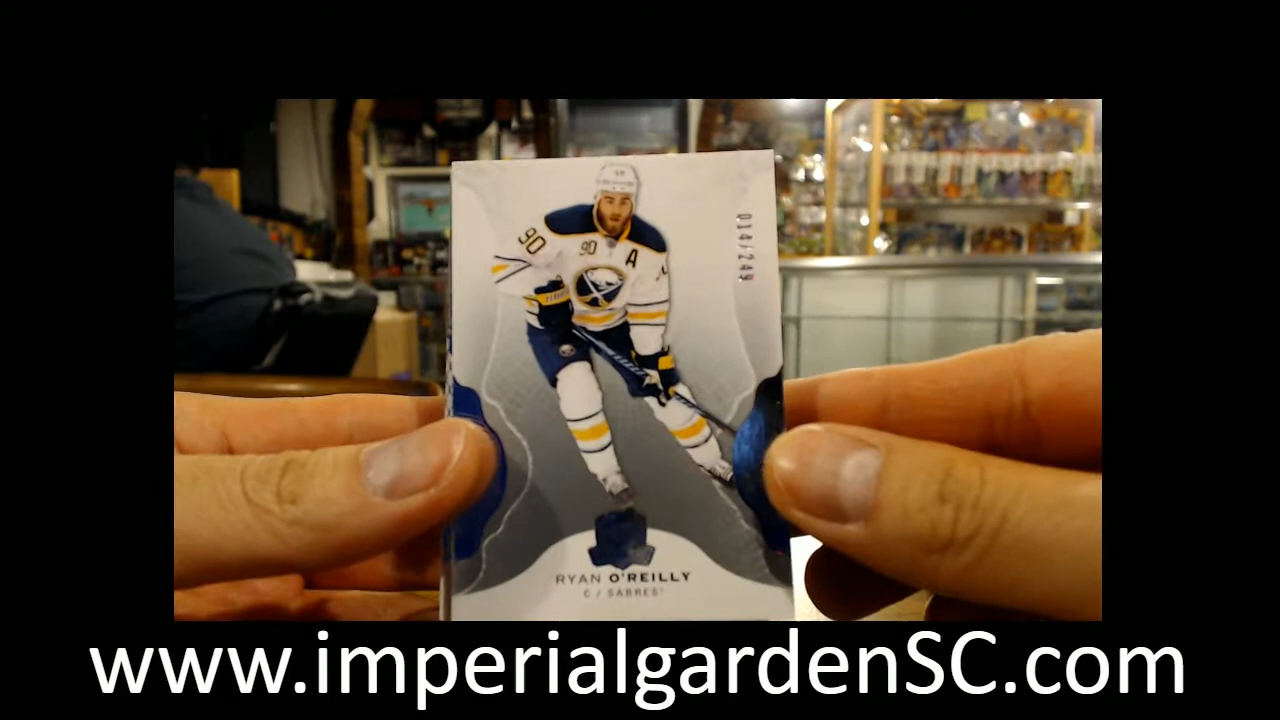 014/249
90
90
A
RYAN O'REILLY
C / SABRES
www.imperialgardenSC.com